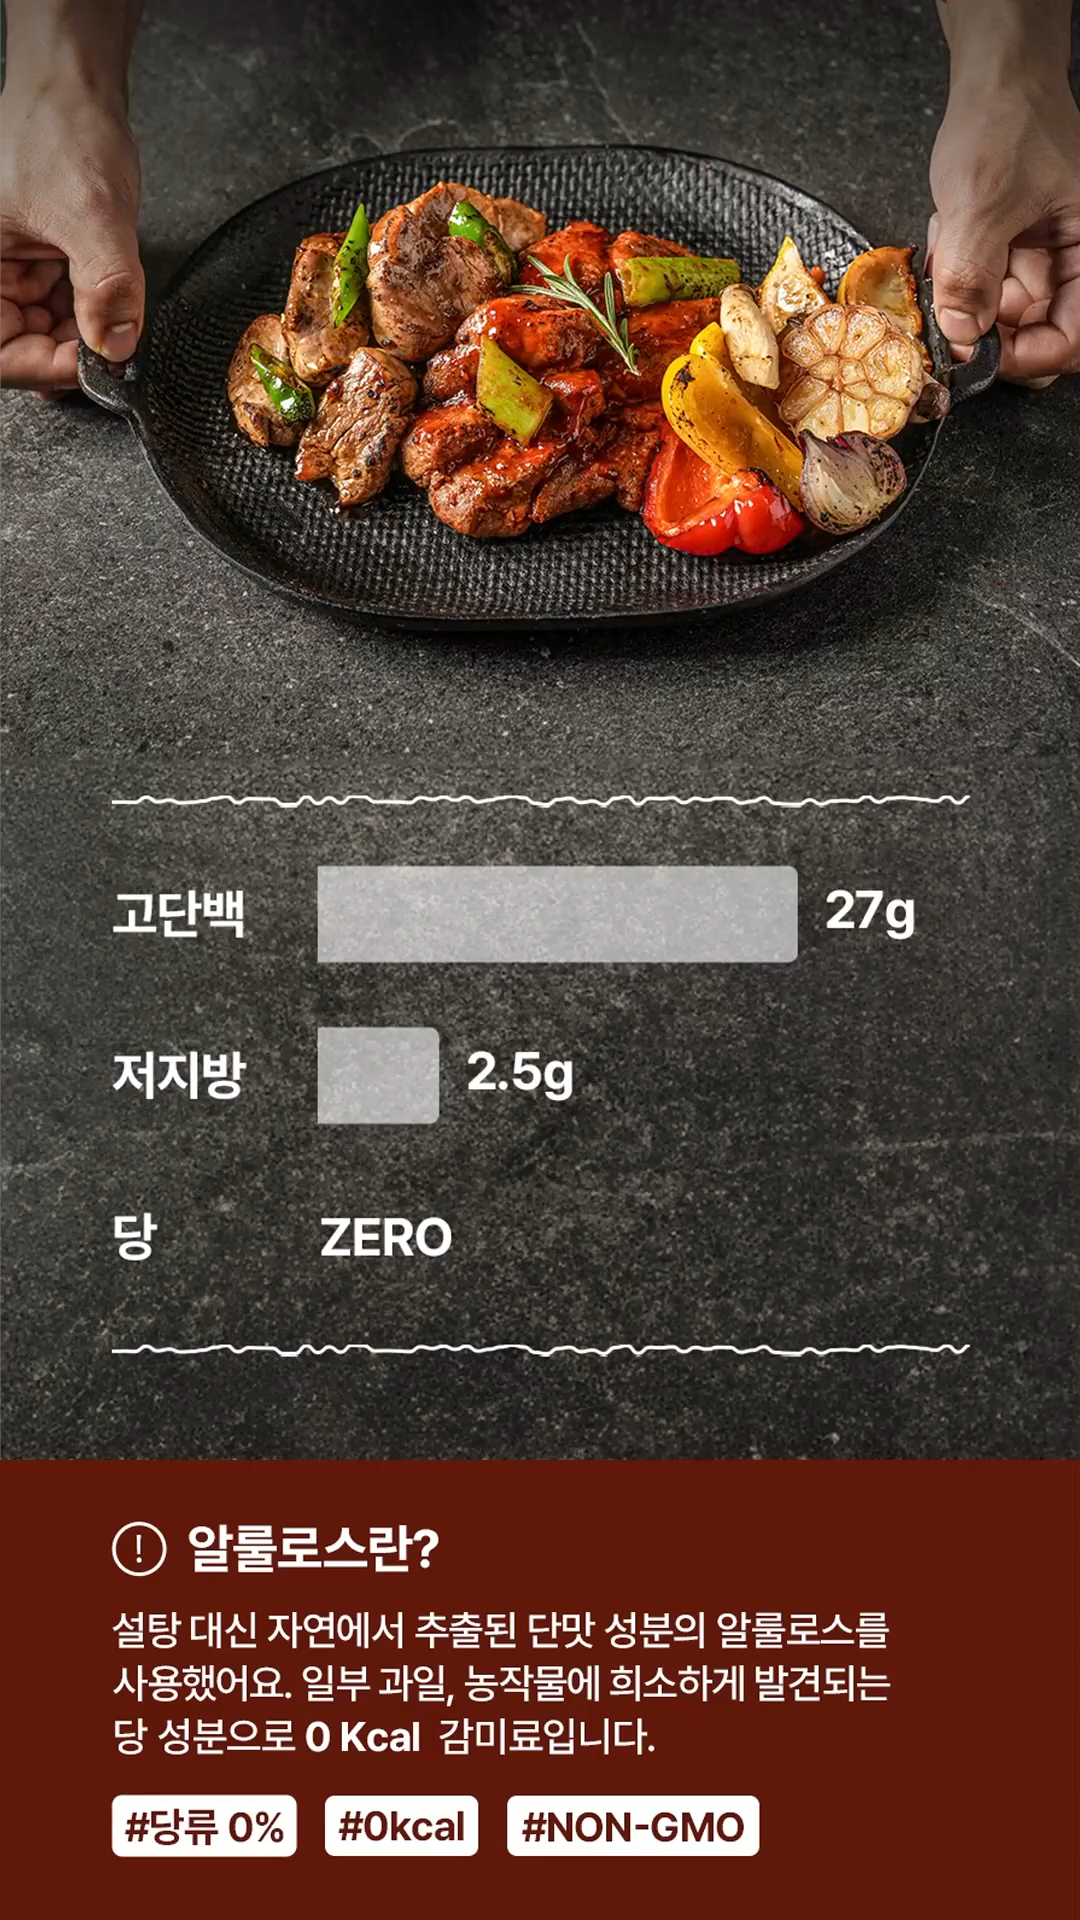 고단백 27g
저지방 2.5g
당 ZERO
! 알룰로스란?
설탕 대신 자연에서 추출된 단맛 성분의 알룰로스를
사용했어요. 일부 과일, 농작물에 희소하게 발견되는
당 성분으로 0 Kcal 감미료입니다.
#당류 0% #0kcal #NON-GMO